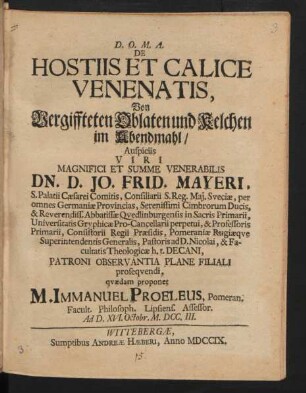 D. O. M. A.
DE
HOSTIIS ET CALICE
VENENATIS,
Von
Vergiffteten Oblaten und Kelchen
im Abendmahl/
Auspiciis
VIRI
MAGNIFICI ET SUMME VENERABILIS
DN. D. JO. FRID. MAYERI,
S. Palatii Cæsarei Comitis, Consiliarii S. Reg. Maj. Sveciæ, per
omnes Germaniæ Provincias, Serenissimi Cimbrorum Ducis,
& Reverendiss. Abbatissæ Qvedlinburgensis in Sacris Primarii,
Universitatis Gryphicæ Pro-Cancellarii perpetui, & Professoris
Primarii, Consistorii Regii Præsidis, Pomeraniæ Rugiæqve
Superintendentis Generalis, Pastoris ad D. Nicolai, & Fa-
cultatis Theologicæ h. t. DECANI,
PATRONI OBSERVANTIA PLANE FILIALI
proseqvendi,
qvædam proponet
M. IMMANUEL PROELEUS, Pomeran.
Facult. Philosoph. Lipsiens. Assessor.
Ad D. XVI. Octobr. M. DCC. III.
WITTEBERGÆ,
Sumptibus ANDREÆ HÆBERI, Anno MDCCIX.
15.